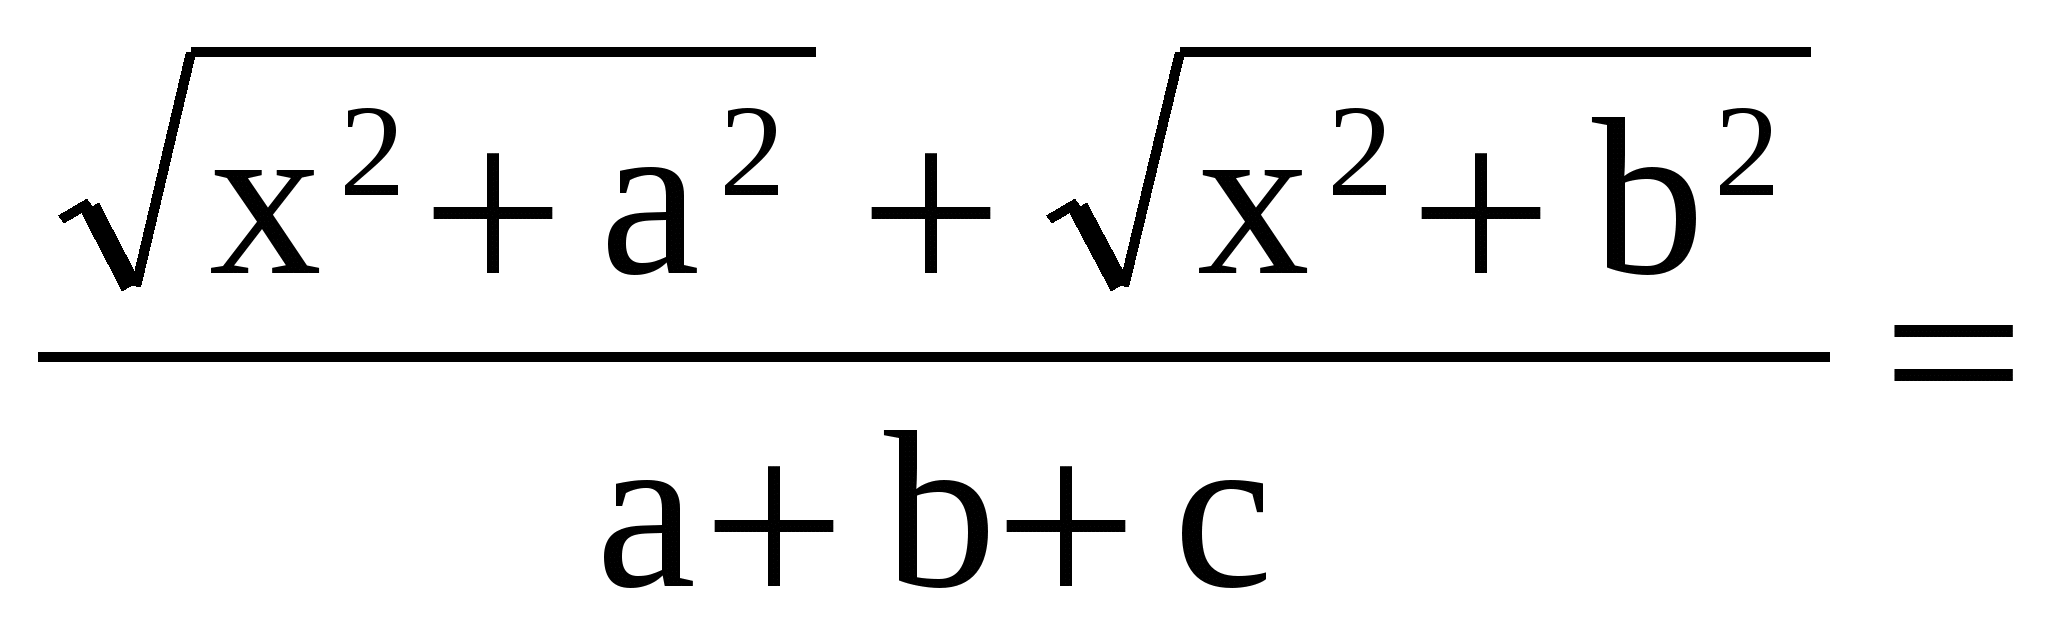 √x²+a² + √x²+b²
=
a+b+c